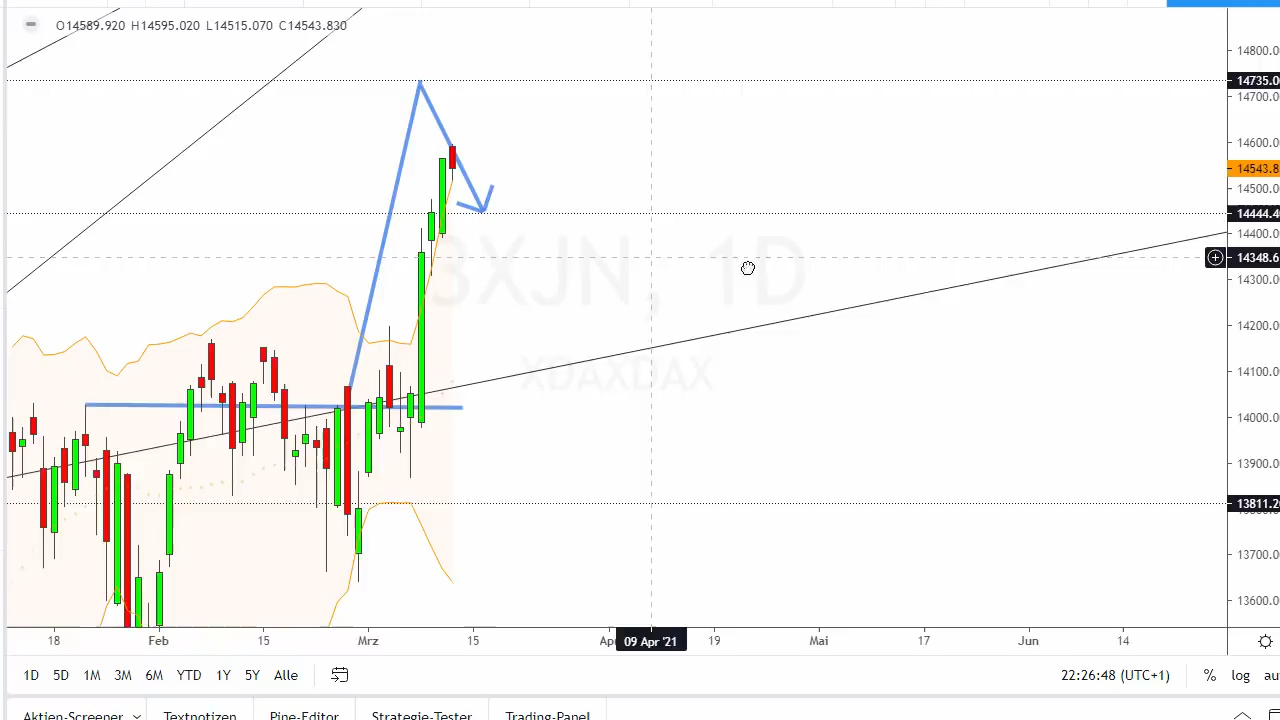 O14589.920 H14595.020 L14515.070 C14543.830
14800.0
14735.0
14700.0
14600.0
14543.8
14500.0
14444.4
14400.0
14348.6
14300.0
14200.0
14100.0
14000.0
13900.0
13811.2
13700.0
13600.0
3XJN, 1D
XDAXDAX
18 Feb 15 Mrz 15 09 Apr '21 19 Mai 17 Jun 14
1D 5D 1M 3M 6M YTD 1Y 5Y Alle 22:26:48 (UTC+1) % log
Aktien-Screener Textnotizen Pine-Editor Strategie-Tester Trading-Panel